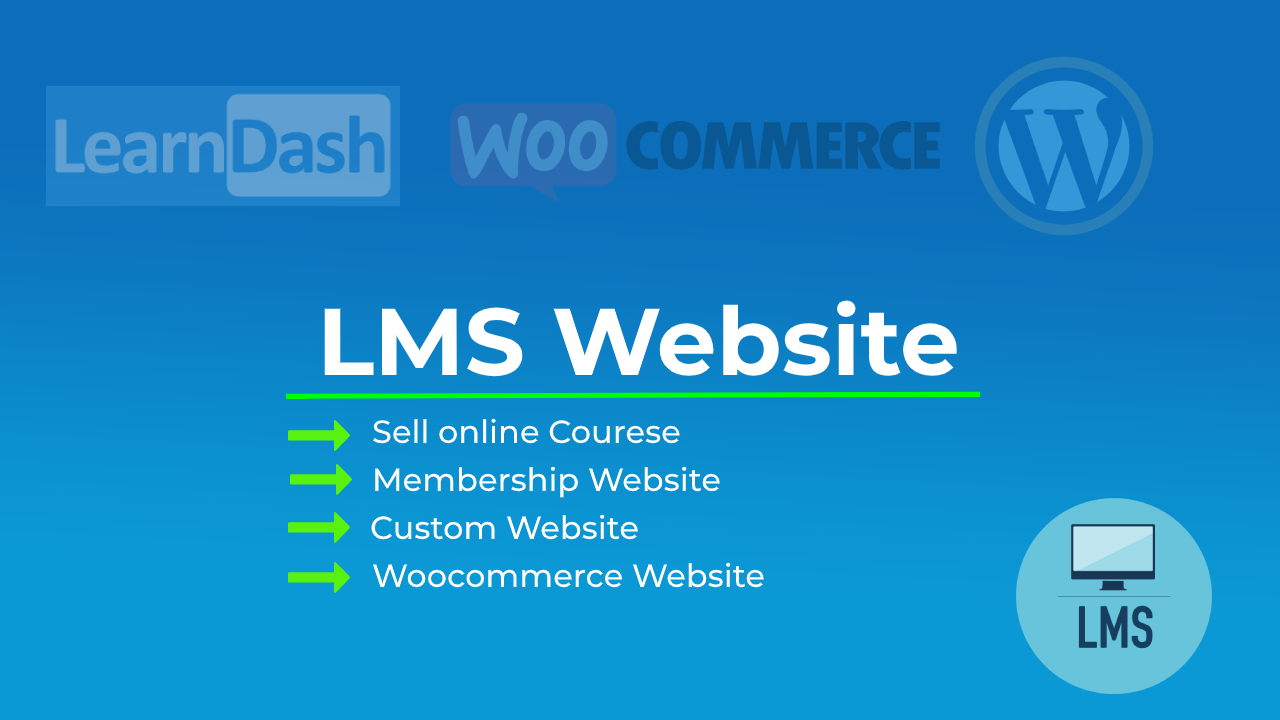 LearnDash
WOO COMMERCE
W
LMS Website
Sell online Courese
Membership Website
Custom Website
Woocommerce Website
LMS